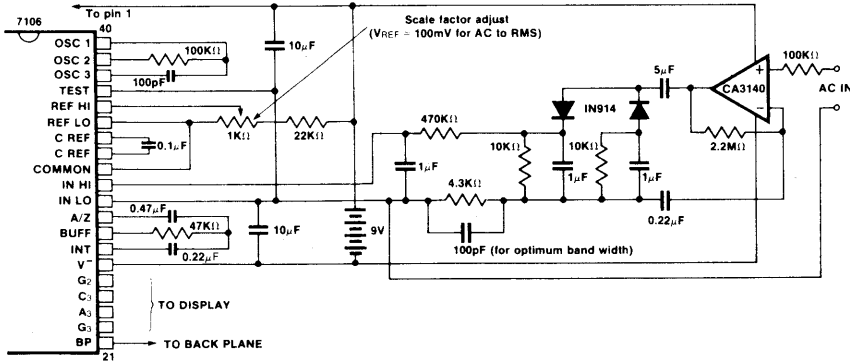 To pin 1
7106
40
OSC 1
OSC 2
OSC 3
TEST
REF HI
REF LO
C REF
C REF
COMMON
IN HI
IN LO
A/Z
BUFF
INT
V−
G2
C3
A3
G3
BP
21
100KΩ
100pF
0.1μF
0.47μF
47KΩ
0.22μF
TO DISPLAY
TO BACK PLANE
10μF
Scale factor adjust
(VREF = 100mV for AC to RMS)
1KΩ
22KΩ
10μF
9V
470KΩ
1μF
10KΩ
4.3KΩ
100pF (for optimum band width)
1μF
IN914
10KΩ
1μF
5μF
CA3140
+
−
100KΩ
AC IN
2.2MΩ
0.22μF